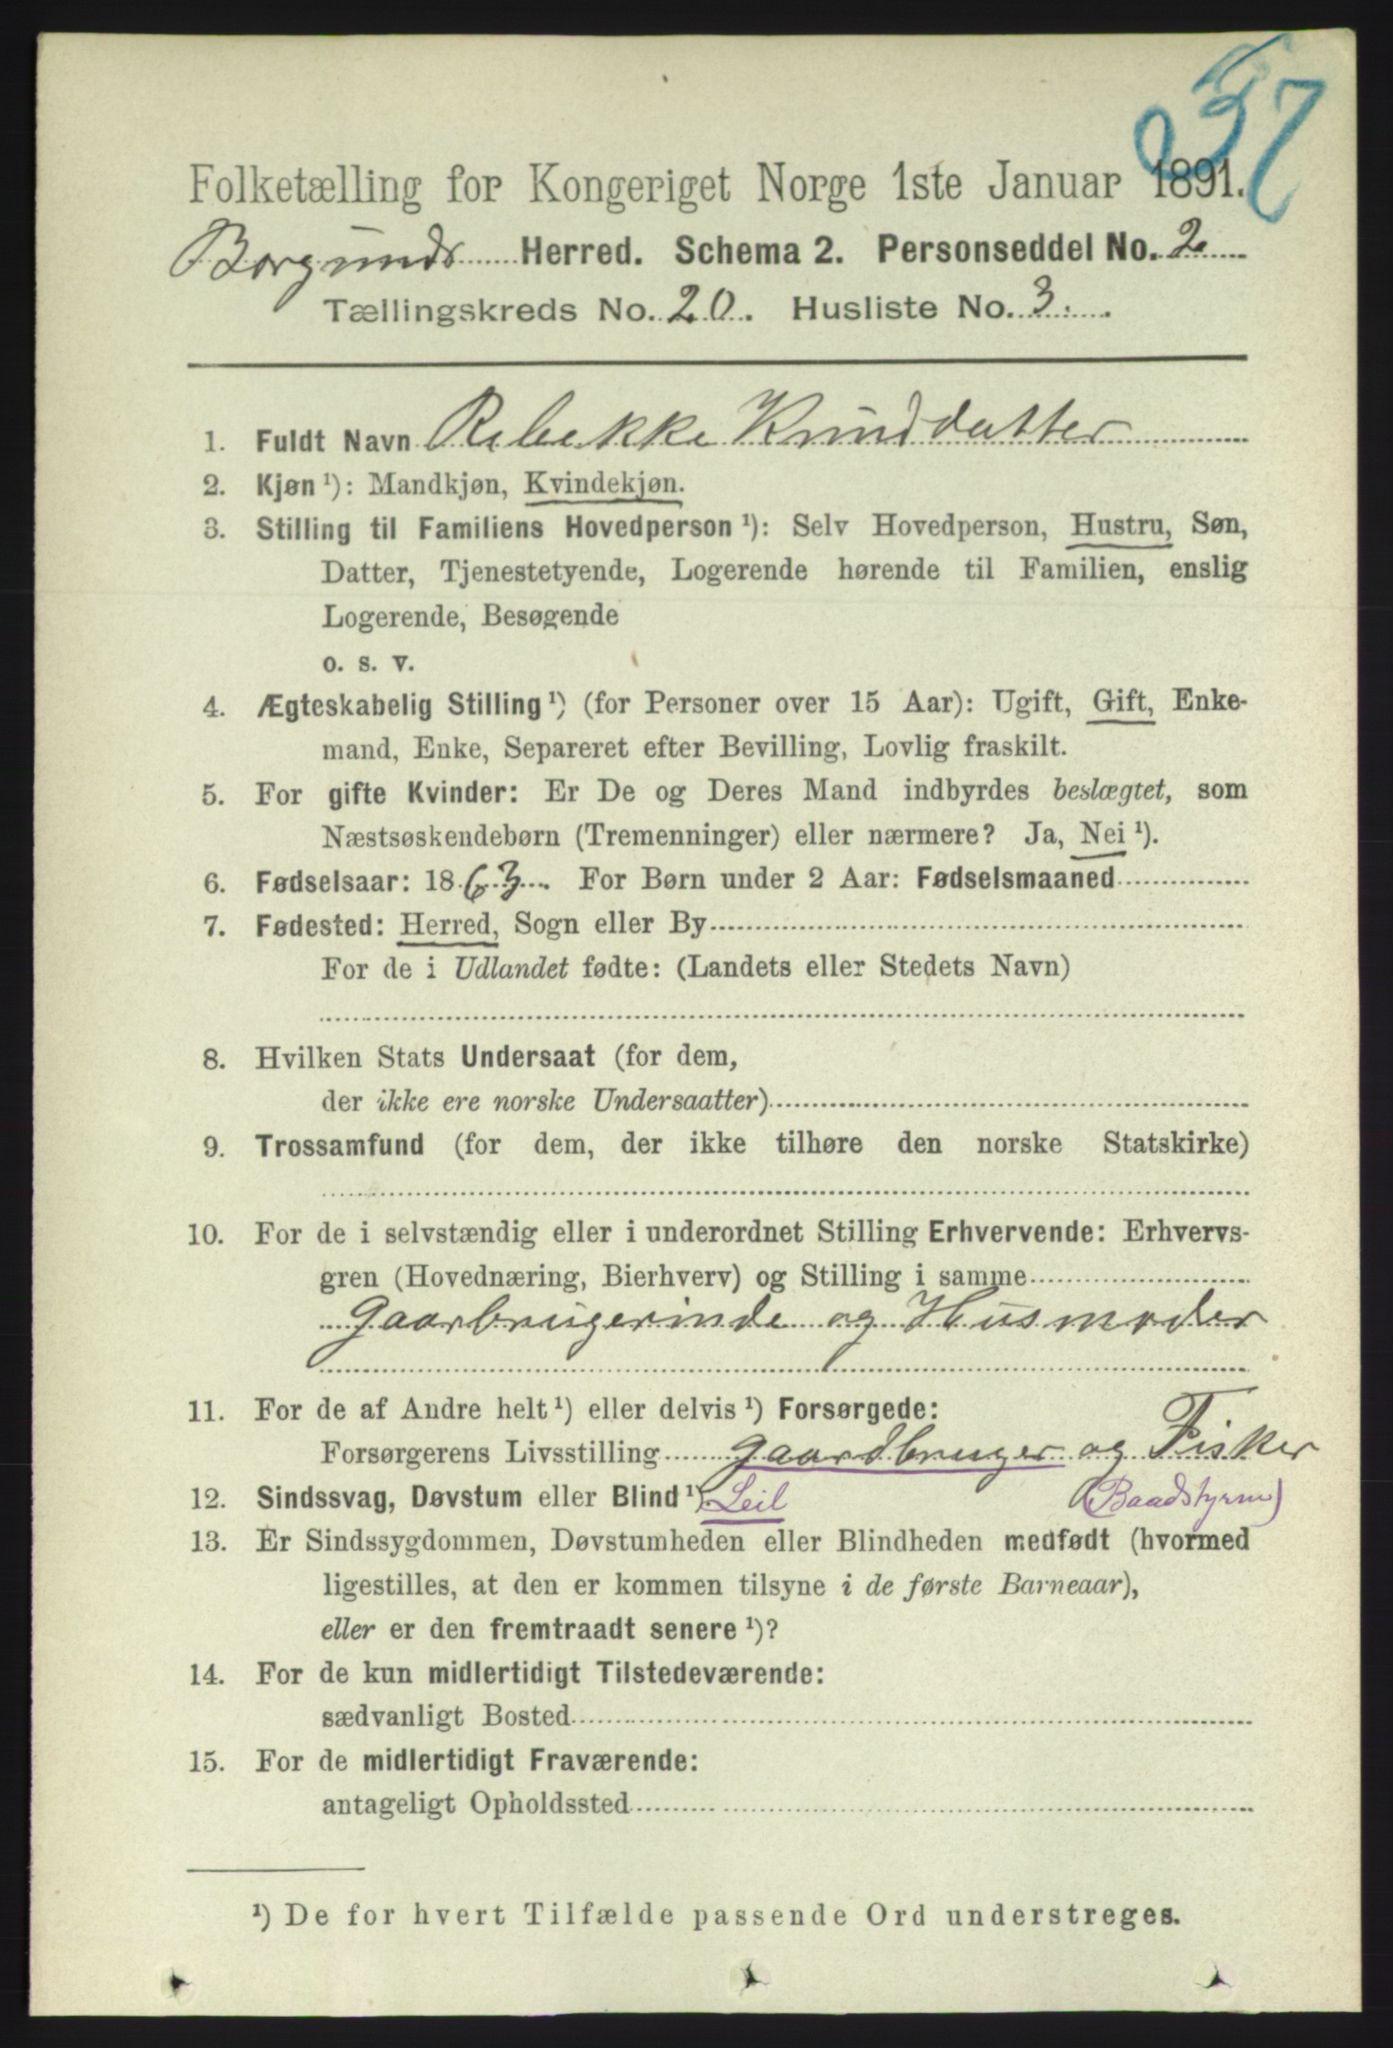 37
Folketælling for Kongeriget Norge 1ste Januar 1891.
Borgunds Herred. Schema 2. Personseddel No. 2
Tællingskreds No. 20. Husliste No. 3.
1. Fuldt Navn Rebekke Knuddatter
2. Kjøn ¹): Mandkjøn, Kvindekjøn.
3. Stilling til Familiens Hovedperson ¹): Selv Hovedperson, Hustru, Søn,
Datter, Tjenestetyende, Logerende hørende til Familien, enslig
Logerende, Besøgende
o. s. v.
4. Ægteskabelig Stilling ¹) (for Personer over 15 Aar): Ugift, Gift, Enke-
mand, Enke, Separeret efter Bevilling, Lovlig fraskilt.
5. For gifte Kvinder: Er De og Deres Mand indbyrdes beslægtet, som
Næstsøskendebørn (Tremenninger) eller nærmere? Ja, Nei ¹).
6. Fødselsaar: 1863. For Børn under 2 Aar: Fødselsmaaned
7. Fødested: Herred, Sogn eller By
For de i Udlandet fødte: (Landets eller Stedets Navn)
8. Hvilken Stats Undersaat (for dem,
der ikke ere norske Undersaatter)
9. Trossamfund (for dem, der ikke tilhøre den norske Statskirke)
10. For de i selvstændig eller i underordnet Stilling Erhvervende: Erhvervs-
gren (Hovednæring, Bierhverv) og Stilling i samme
Gaarbrugerinde og Husmoder
11. For de af Andre helt ¹) eller delvis ¹) Forsørgede:
Forsørgerens Livsstilling gaardbruger og Fisker
12. Sindssvag, Døvstum eller Blind ¹). Leil (Baadstyrm)
13. Er Sindssygdommen, Døvstumheden eller Blindheden medfødt (hvormed
ligestilles, at den er kommen tilsyne i de første Barneaar),
eller er den fremtraadt senere ¹)?
14. For de kun midlertidigt Tilstedeværende:
sædvanligt Bosted
15. For de midlertidigt Fraværende:
antageligt Opholdssted
¹) De for hvert Tilfælde passende Ord understreges.